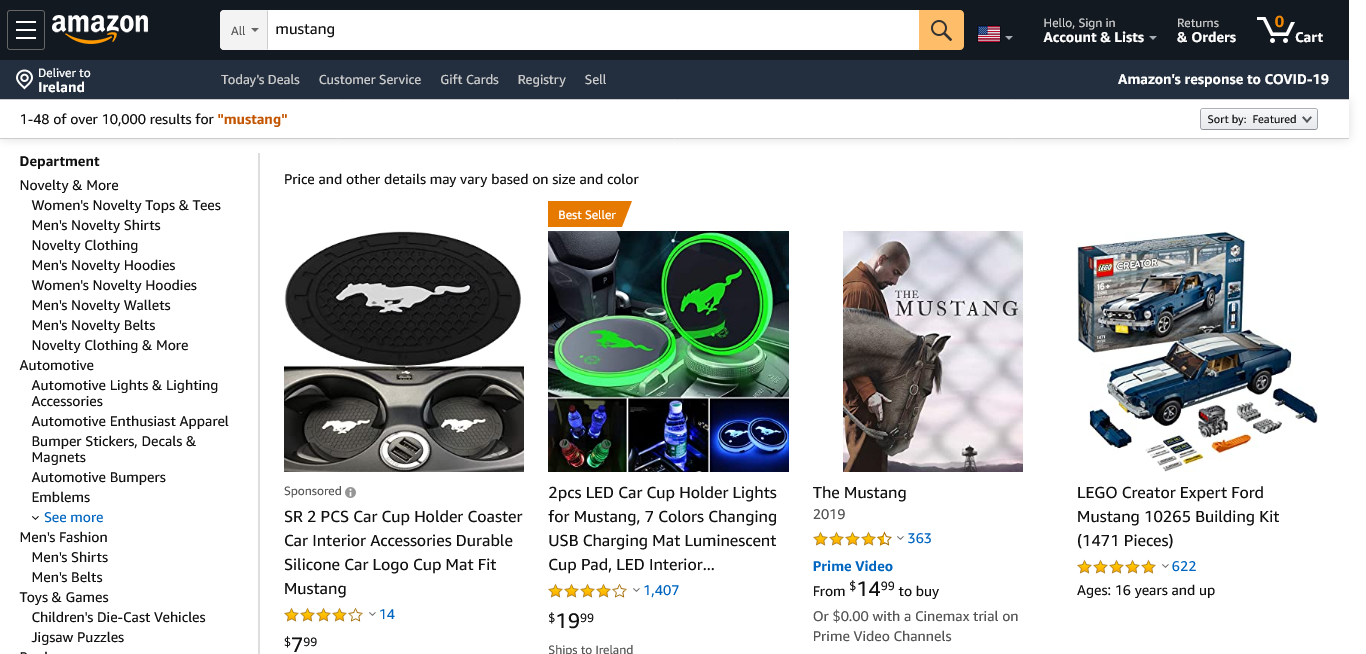 amazon
All
mustang
Hello, Sign in
Account & Lists
Returns
& Orders
0
Cart
Deliver to
Ireland
Today's Deals
Customer Service
Gift Cards
Registry
Sell
Amazon's response to COVID-19
1-48 of over 10,000 results for "mustang"
Sort by: Featured
Department
Novelty & More
Women's Novelty Tops & Tees
Men's Novelty Shirts
Novelty Clothing
Men's Novelty Hoodies
Women's Novelty Hoodies
Men's Novelty Wallets
Men's Novelty Belts
Novelty Clothing & More
Automotive
Automotive Lights & Lighting
Accessories
Automotive Enthusiast Apparel
Bumper Stickers, Decals &
Magnets
Automotive Bumpers
Emblems
See more
Men's Fashion
Men's Shirts
Men's Belts
Toys & Games
Children's Die-Cast Vehicles
Jigsaw Puzzles
Price and other details may vary based on size and color
Sponsored
SR 2 PCS Car Cup Holder Coaster
Car Interior Accessories Durable
Silicone Car Logo Cup Mat Fit
Mustang
14
$7.99
Best Seller
2pcs LED Car Cup Holder Lights
for Mustang, 7 Colors Changing
USB Charging Mat Luminescent
Cup Pad, LED Interior...
1,407
$19.99
Ships to Ireland
THE
MUSTANG
The Mustang
2019
363
Prime Video
From $14.99 to buy
Or $0.00 with a Cinemax trial on
Prime Video Channels
LEGO CREATOR
16+
LEGO Creator Expert Ford
Mustang 10265 Building Kit
(1471 Pieces)
622
Ages: 16 years and up